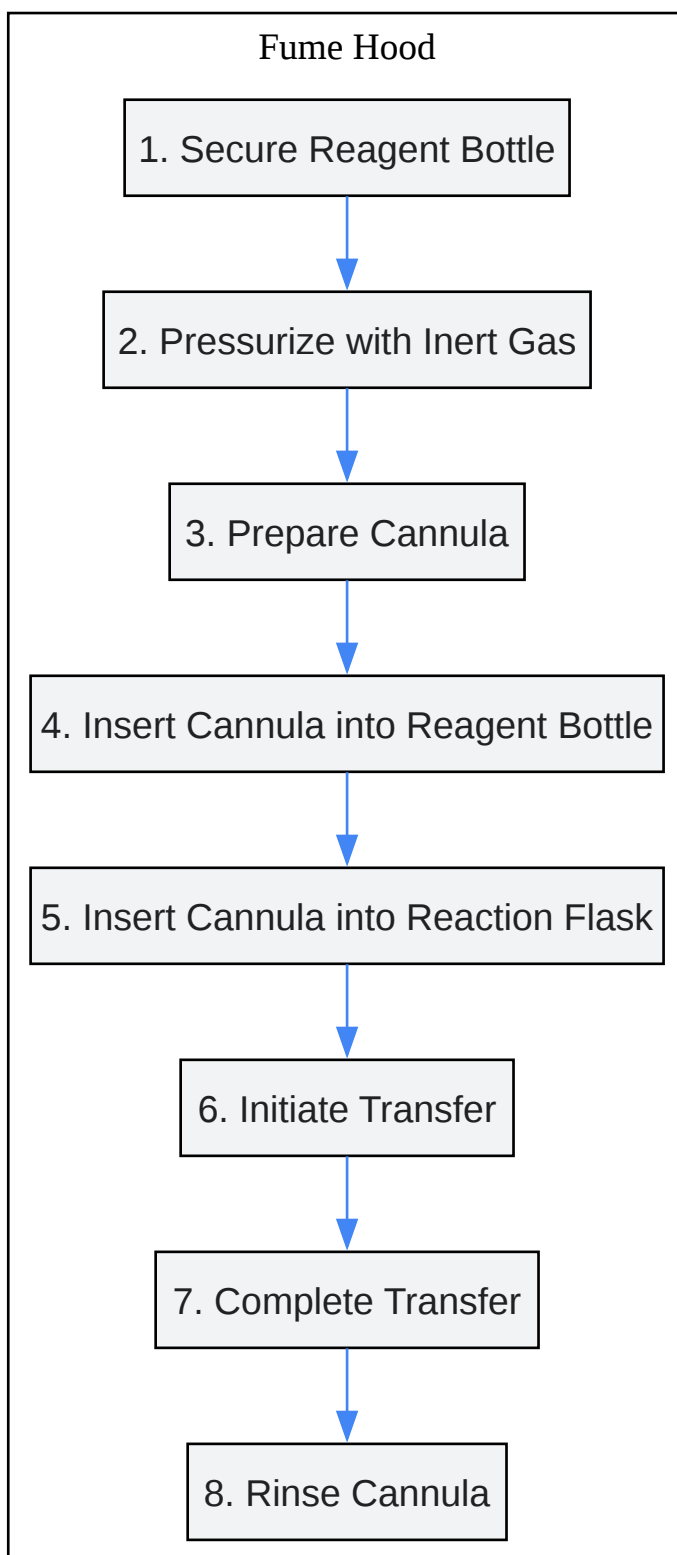 Fume Hood
1. Secure Reagent Bottle
2. Pressurize with Inert Gas
3. Prepare Cannula
4. Insert Cannula into Reagent Bottle
5. Insert Cannula into Reaction Flask
6. Initiate Transfer
7. Complete Transfer
8. Rinse Cannula